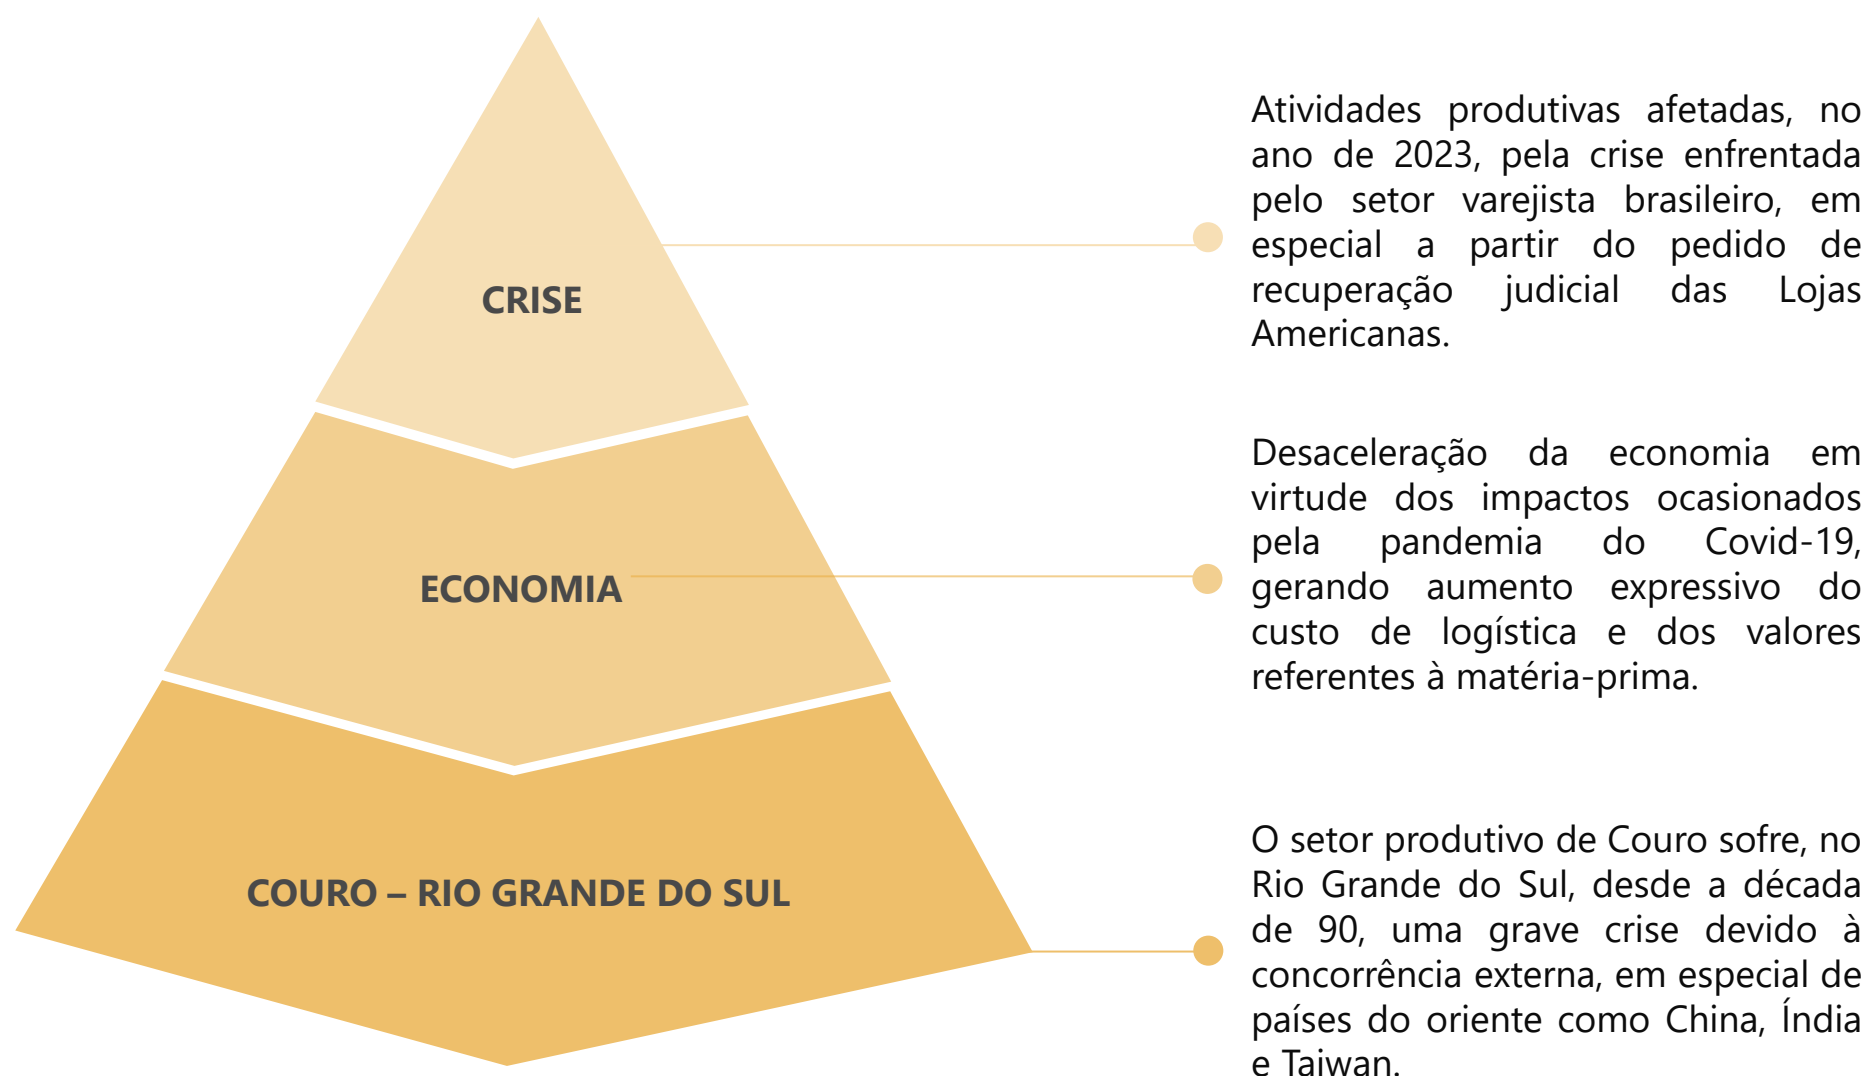 CRISE
Atividades produtivas afetadas, no
ano de 2023, pela crise enfrentada
pelo setor varejista brasileiro, em
especial a partir do pedido de
recuperação judicial das Lojas
Americanas.
ECONOMIA
Desaceleração da economia em
virtude dos impactos ocasionados
pela pandemia do Covid-19,
gerando aumento expressivo do
custo de logística e dos valores
referentes à matéria-prima.
COURO – RIO GRANDE DO SUL
O setor produtivo de Couro sofre, no
Rio Grande do Sul, desde a década
de 90, uma grave crise devido à
concorrência externa, em especial de
países do oriente como China, Índia
e Taiwan.